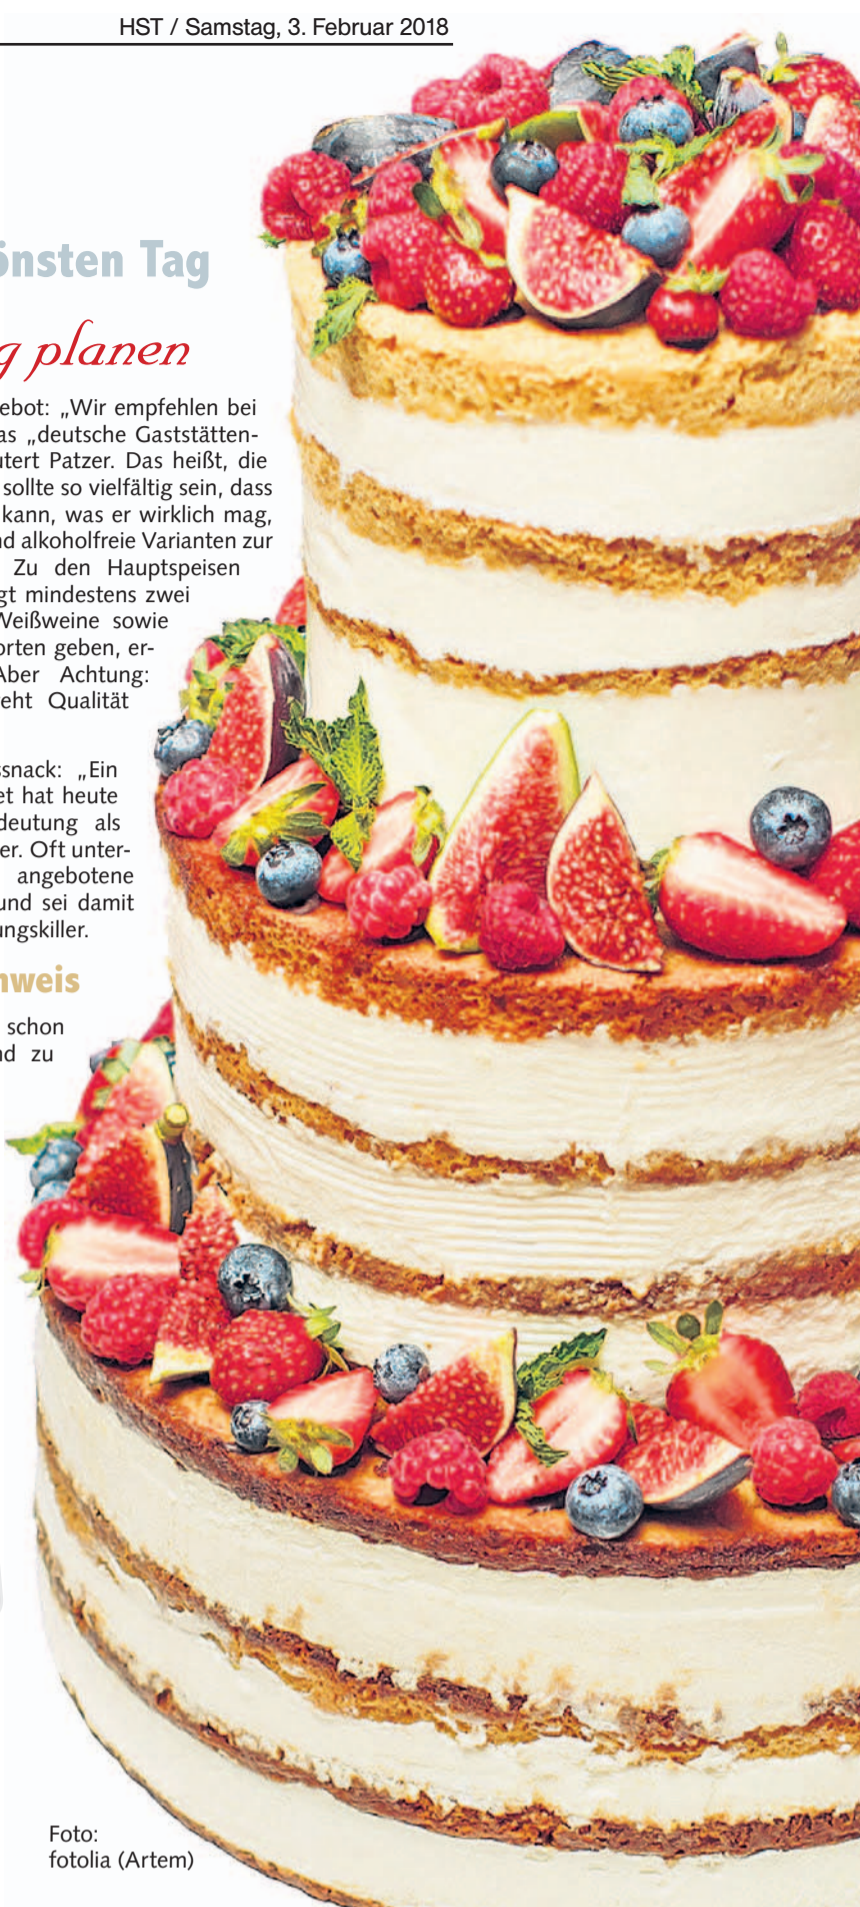 HST / Samstag, 3. Februar 2018
önsten Tag
g planen
ebot: „Wir empfehlen bei
as „deutsche Gaststätten-
utert Patzer. Das heißt, die
sollte so vielfältig sein, dass
kann, was er wirklich mag,
nd alkoholfreie Varianten zur
Zu den Hauptspeisen
gt mindestens zwei
Weißweine sowie
orten geben, er-
Aber Achtung:
eht Qualität
ssnack: „Ein
et hat heute
deutung als
er. Oft unter-
angebotene
und sei damit
ungskiller.
nweis
schon
nd zu
Foto:
fotolia (Artem)